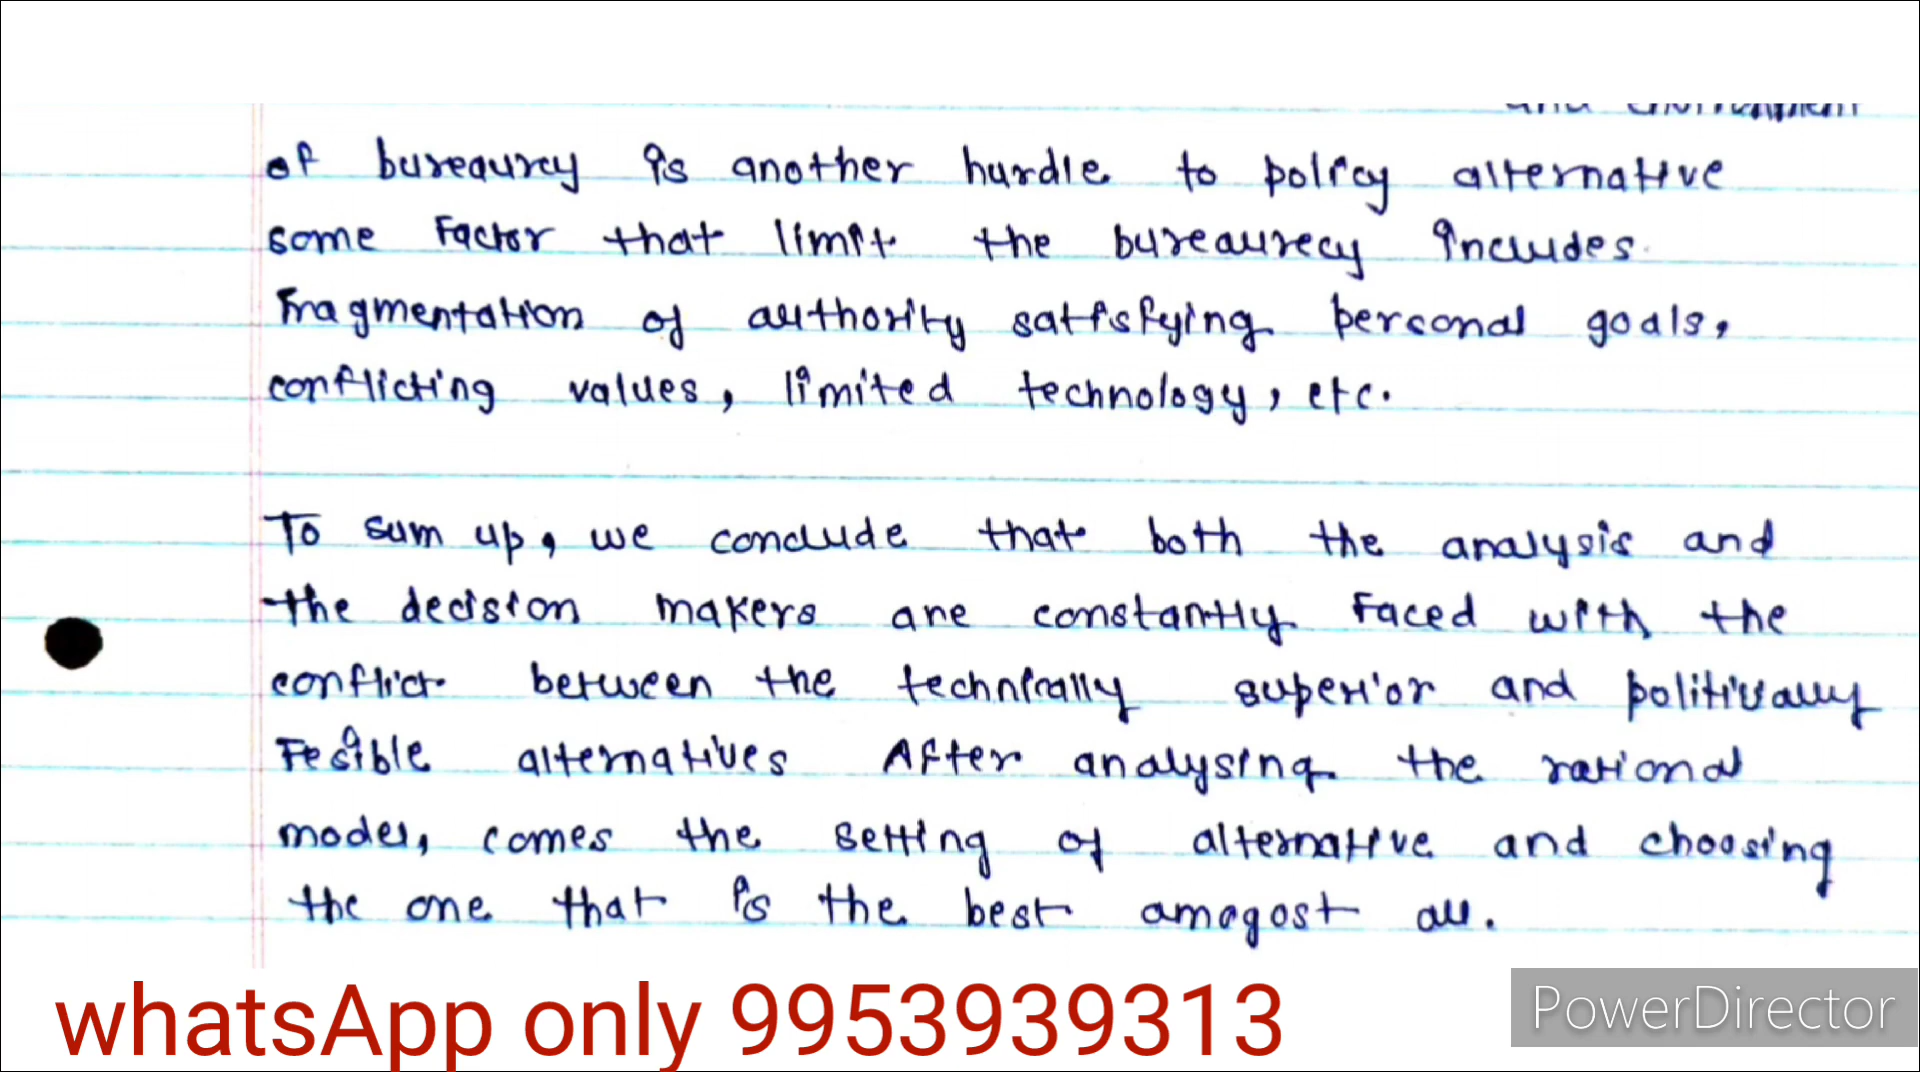 of bureaurcy is another hurdle to policy alternative
some Factor that limit the bureaurecy includes
Fragmentation of authority satisfying personal goals,
conflicting values, limited technology, etc.
To sum up, we conclude that both the analysis and
the decision makers are constantly Faced with the
conflict between the technically superior and politically
Fesible alternatives After analysing the rational
model, comes the setting of alternative and choosing
the one that is the best amogost all.
whatsApp only 9953939313
PowerDirector